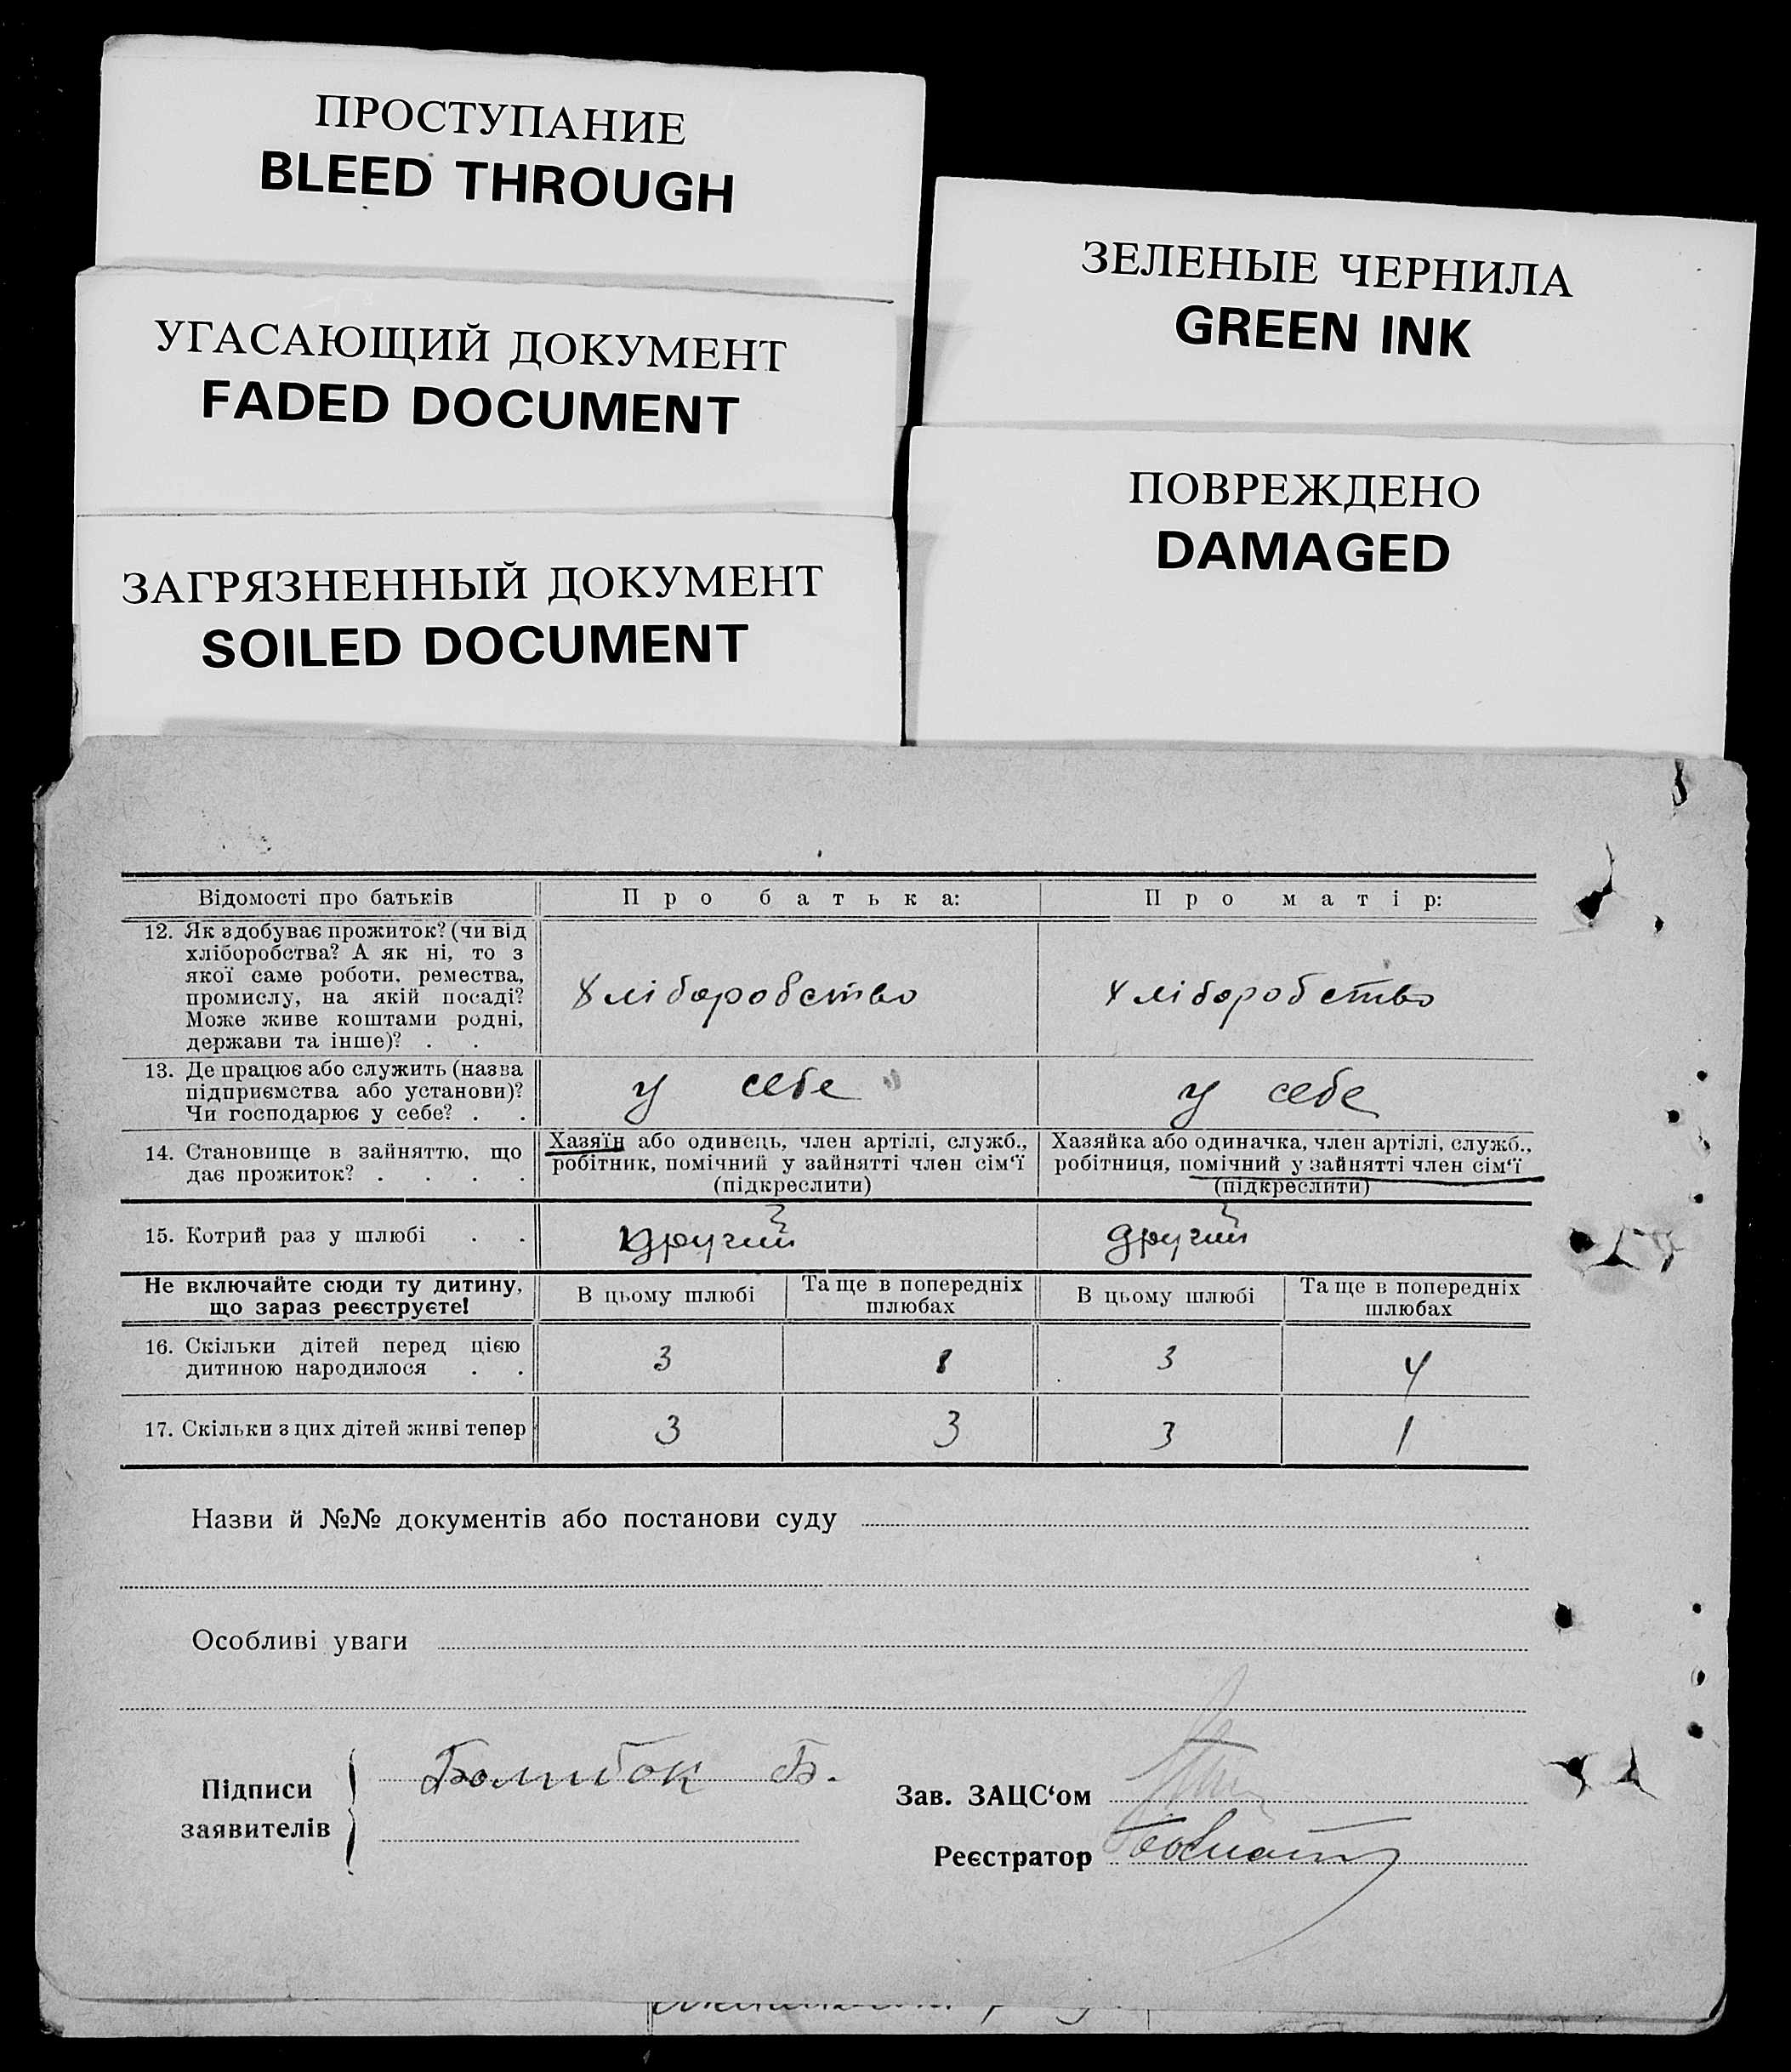 ПРОСТУПАНИЕ
BLEED THROUGH
ЗЕЛЕНЫЕ ЧЕРНИЛА
GREEN INK
УГАСАЮЩИЙ ДОКУМЕНТ
FADED DOCUMENT
ПОВРЕЖДЕНО
DAMAGED
ЗАГРЯЗНЕННЫЙ ДОКУМЕНТ
SOILED DOCUMENT
Відомості про батьків
Про батька:
Про матір:
12. Як здобуває прожиток? (чи від
хліборобства? А як ні, то з
якої саме роботи, ремества,
промислу, на якій посаді?
Може живе коштами родні,
держави та інше)? . .
хліборобство
хліборобство
13. Де працює або служить (назва
підприємства або установи)?
Чи господарює у себе? . .
у себе
у себе
14. Становище в зайняттю, що
дає прожиток? . . . .
Хазяїн або одинець, член артілі, служб.,
робітник, помічний у зайнятті член сім‘ї
(підкреслити)
Хазяйка або одиначка, член артілі, служб.,
робітниця, помічний у зайнятті член сім‘ї
(підкреслити)
15. Котрий раз у шлюбі . .
другий
другий
Не включайте сюди ту дитину,
що зараз реєструєте!
В цьому шлюбі
Та ще в попередніх
шлюбах
В цьому шлюбі
Та ще в попередніх
шлюбах
16. Скільки дітей перед цією
дитиною народилося . .
3
8
3
4
17. Скільки з цих дітей живі тепер
3
3
3
1
Назви й №№ документів або постанови суду
Особливі уваги
Підписи
заявителів
Б.
Зав. ЗАЦС‘ом
Реєстратор